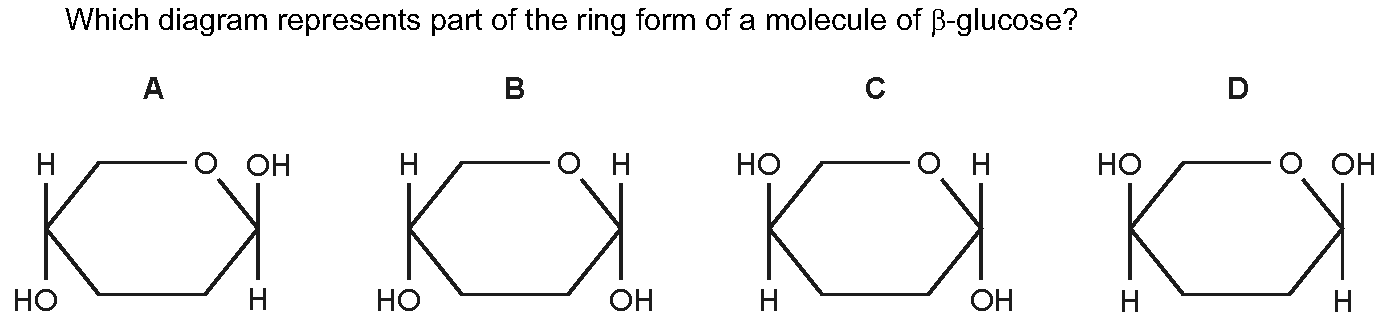 Which diagram represents part of the ring form of a molecule of β-glucose?
A B C D
H O OH H O H HO O H HO O OH
HO H HO OH H OH H H